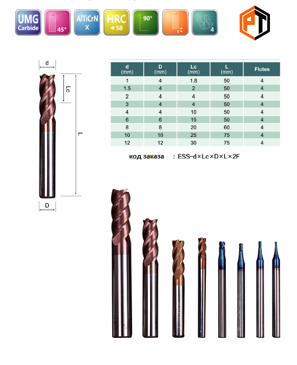 UMG
Carbide
45°
AlTiCrN
X
HRC
<58
90°
4
PT
d
Lc
L
D
d (mm) D (mm) Lc (mm) L (mm) Flutes
1 4 1.8 50 4
1.5 4 2 50 4
2 4 4 50 4
3 4 4 50 4
4 4 10 50 4
6 6 15 50 4
8 8 20 60 4
10 10 25 75 4
12 12 30 75 4
код заказа : ESS-d×Lc×D×L×2F